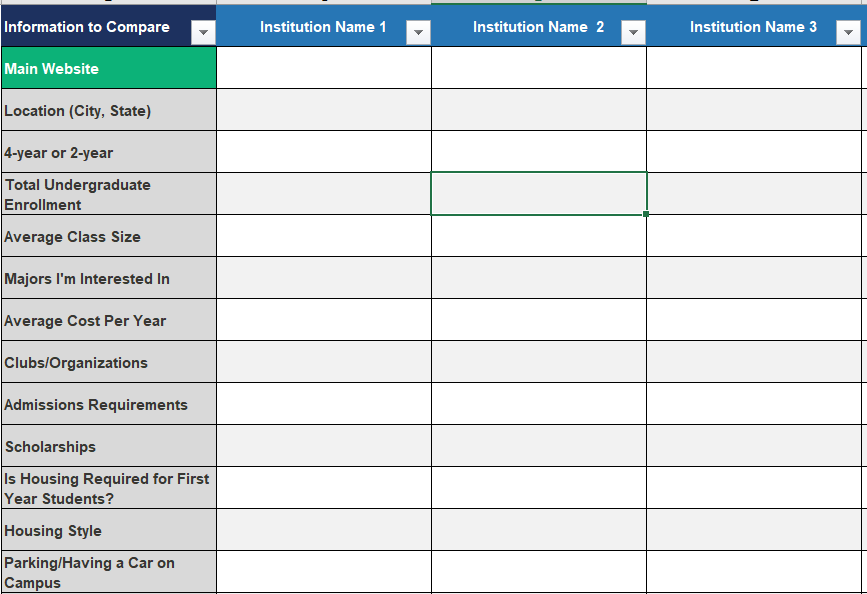 Information to Compare
Institution Name 1
Institution Name  2
Institution Name 3
Main Website
Location (City, State)
4-year or 2-year
Total Undergraduate
Enrollment
Average Class Size
Majors I'm Interested In
Average Cost Per Year
Clubs/Organizations
Admissions Requirements
Scholarships
Is Housing Required for First
Year Students?
Housing Style
Parking/Having a Car on
Campus